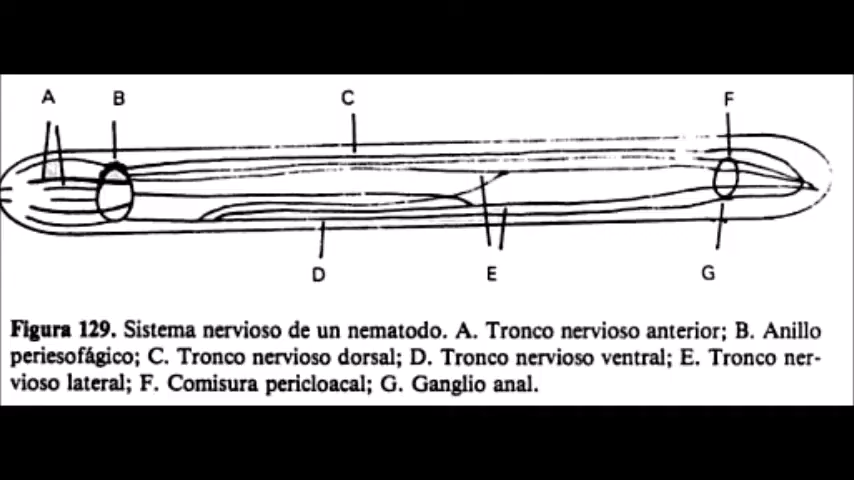 A B C F
D E G
Figura 129. Sistema nervioso de un nematodo. A. Tronco nervioso anterior; B. Anillo
periesofágico; C. Tronco nervioso dorsal; D. Tronco nervioso ventral; E. Tronco ner-
vioso lateral; F. Comisura pericloacal; G. Ganglio anal.